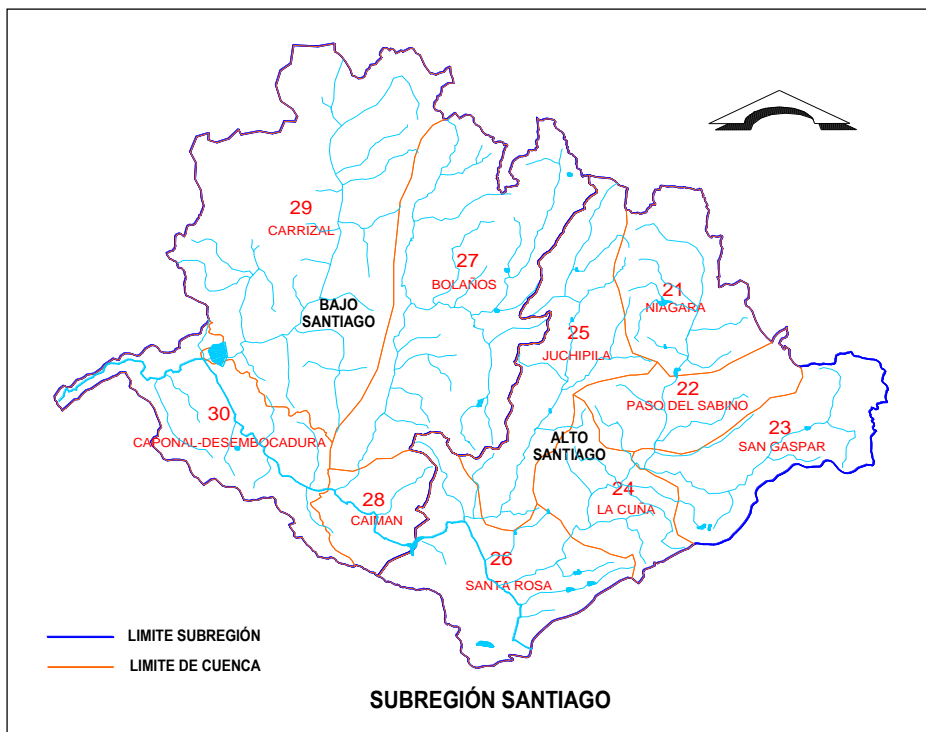 29
CARRIZAL
27
BOLAÑOS
21
NIAGARA
BAJO
SANTIAGO
25
JUCHIPILA
22
PASO DEL SABINO
30
CAPONAL-DESEMBOCADURA
23
SAN GASPAR
ALTO
SANTIAGO
24
LA CUÑA
28
CAIMAN
26
SANTA ROSA
LIMITE SUBREGIÓN
LIMITE DE CUENCA
SUBREGIÓN SANTIAGO